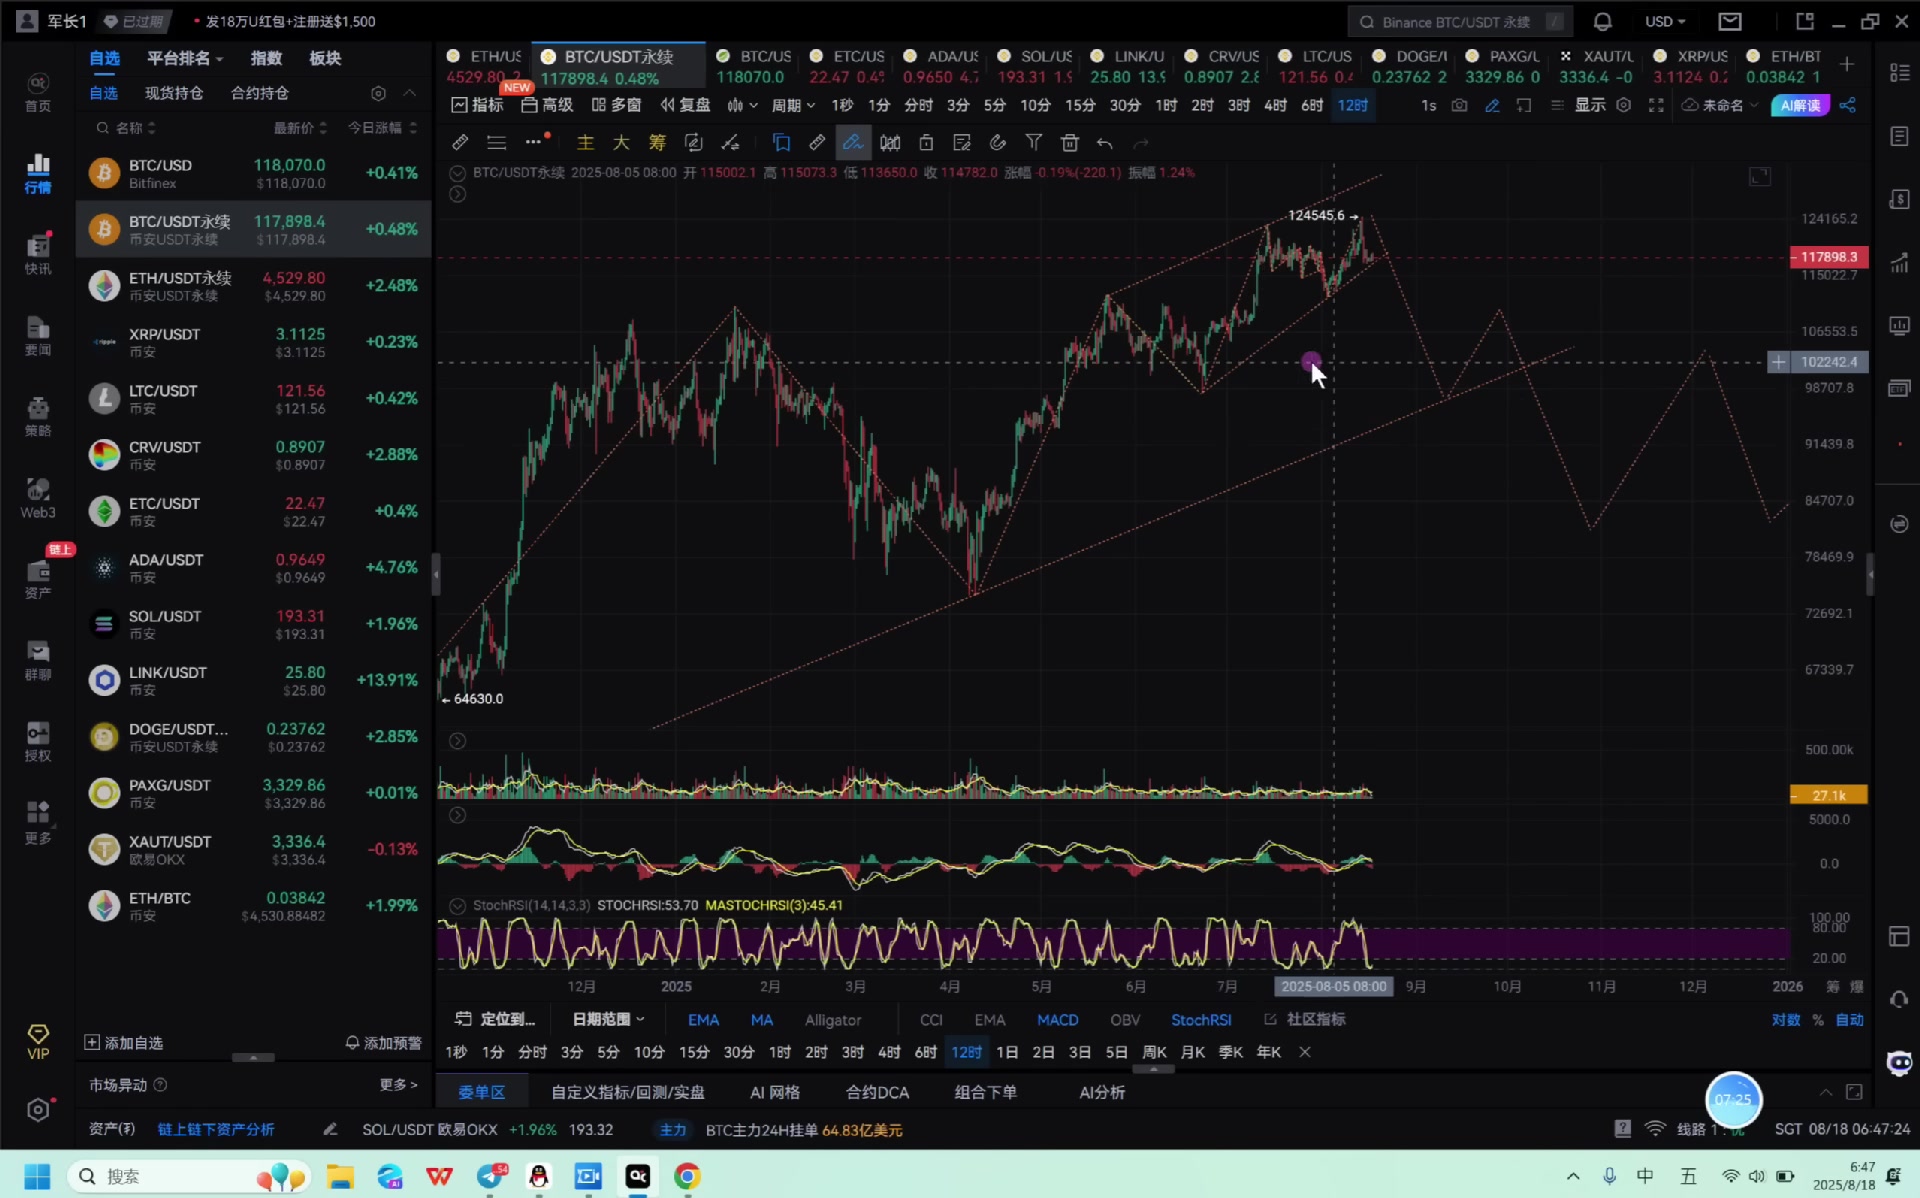 军长1 已过期 • 发18万U红包+注册送$1,500
Binance BTC/USDT 永续 / USD
自选 平台排名 指数 板块
自选 现货持仓 合约持仓
名称 最新价 今日涨幅
BTC/USD 118,070.0 +0.41%
Bitfinex $118,070.0
BTC/USDT永续 117,898.4 +0.48%
币安USDT永续 $117,898.4
ETH/USDT永续 4,529.80 +2.48%
币安USDT永续 $4,529.80
XRP/USDT 3.1125 +0.23%
币安 $3.1125
LTC/USDT 121.56 +0.42%
币安 $121.56
CRV/USDT 0.8907 +2.88%
币安 $0.8907
ETC/USDT 22.47 +0.4%
币安 $22.47
ADA/USDT 0.9649 +4.76%
币安 $0.9649
SOL/USDT 193.31 +1.96%
币安 $193.31
LINK/USDT 25.80 +13.91%
币安 $25.80
DOGE/USDT... 0.23762 +2.85%
币安USDT永续 $0.23762
PAXG/USDT 3,329.86 +0.01%
币安 $3,329.86
XAUT/USDT 3,336.4 -0.13%
欧易OKX $3,336.4
ETH/BTC 0.03842 +1.99%
币安 $4,530.88482
添加自选 添加预警
市场异动 更多 >
首页
行情
快讯
要闻
策略
Web3
链上
资产
群聊
授权
更多
VIP
ETH/US BTC/USDT永续 BTC/US ETC/US ADA/US SOL/US LINK/U CRV/US LTC/US DOGE/I PAXG/L XAUT/L XRP/US ETH/BT
4529.80 2 117898.4 0.48% 118070.0 22.47 0.4 0.9650 4. 193.31 1.9 25.80 13.9 0.8907 2.8 121.56 0.4 0.23762 2 3329.86 0 3336.4 -0 3.1124 0.2 0.03842 1
NEW
指标 高级 多窗 复盘 周期 1秒 1分 分时 3分 5分 10分 15分 30分 1时 2时 3时 4时 6时 12时 1s 显示 未命名 AI解读
主 大 筹
BTC/USDT永续 2025-08-05 08:00 开 115002.1 高 115073.3 低 113650.0 收 114782.0 涨幅 -0.19%(-220.1) 振幅 1.24%
124545.6
64630.0
124165.2
117898.3
115022.7
106553.5
102242.4
98707.8
91439.8
84707.0
78469.9
72692.1
67339.7
500.00k
27.1k
5000.0
0.0
StochRSI(14,14,3,3) STOCHRSI:53.70 MASTOCHRSI(3):45.41
100.00
80.00
20.00
12月 2025 2月 3月 4月 5月 6月 7月 2025-08-05 08:00 9月 10月 11月 12月 2026 筹 爆
定位到... 日期范围 EMA MA Alligator CCI EMA MACD OBV StochRSI 社区指标 对数 % 自动
1秒 1分 分时 3分 5分 10分 15分 30分 1时 2时 3时 4时 6时 12时 1日 2日 3日 5日 周K 月K 季K 年K
委单区 自定义指标/回测/实盘 AI 网格 合约DCA 组合下单 AI分析
07:25
资产(₮) 链上链下资产分析 SOL/USDT 欧易OKX +1.96% 193.32 主力 BTC主力24H挂单 64.83亿美元 线路 1 SGT 08/18 06:47:24
搜索 54 中 五 6:47
2025/8/18